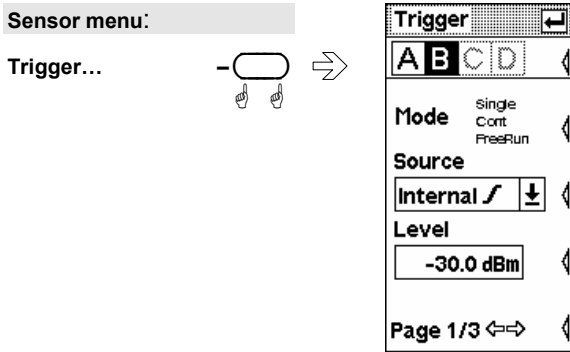 Sensor menu:
Trigger…
Trigger
A B C D
Mode
Single
Cont
FreeRun
Source
Internal
Level
-30.0 dBm
Page 1/3